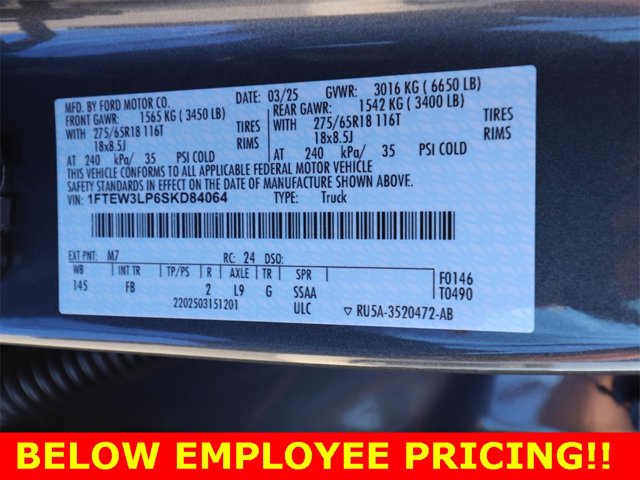 MFD. BY FORD MOTOR CO. DATE: 03/25 GVWR: 3016 KG ( 6650 LB)
FRONT GAWR: 1565 KG ( 3450 LB) REAR GAWR: 1542 KG ( 3400 LB)
WITH 275/65R18 116T TIRES WITH 275/65R18 116T TIRES
18x8.5J RIMS 18x8.5J RIMS
AT 240 kPa/ 35 PSI COLD AT 240 kPa/ 35 PSI COLD
THIS VEHICLE CONFORMS TO ALL APPLICABLE FEDERAL MOTOR VEHICLE
SAFETY STANDARDS IN EFFECT ON THE DATE OF MANUFACTURE SHOWN ABOVE.
VIN: 1FTEW3LP6SKD84064 TYPE: Truck
EXT PNT: M7 RC: 24 DSO:
WB INT TR TP/PS R AXLE TR SPR F0146
145 FB 2 L9 G SSAA T0490
2202503151201 ULC ▽ RU5A-3520472-AB
BELOW EMPLOYEE PRICING!!